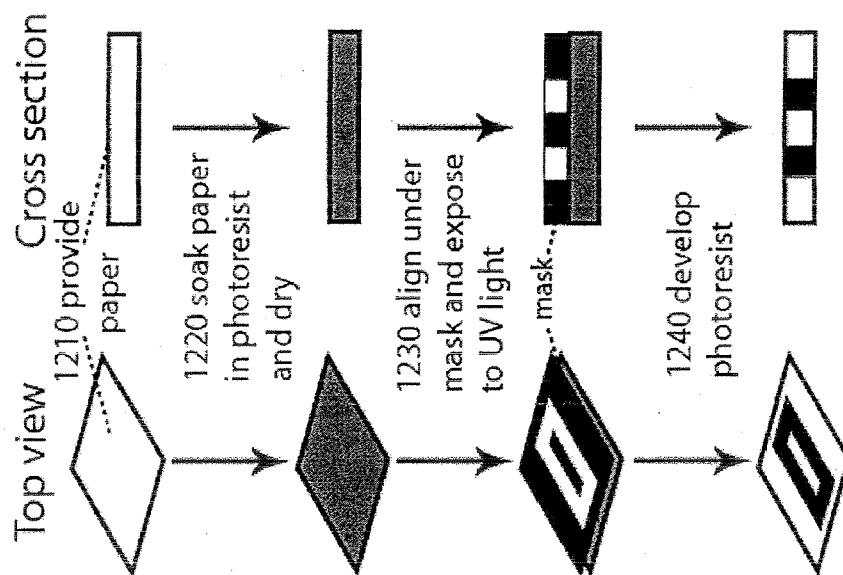 Top view
Cross section
1210 provide
paper
1220 soak paper
in photoresist
and dry
1230 align under
mask and expose
to UV light
mask
1240 develop
photoresist